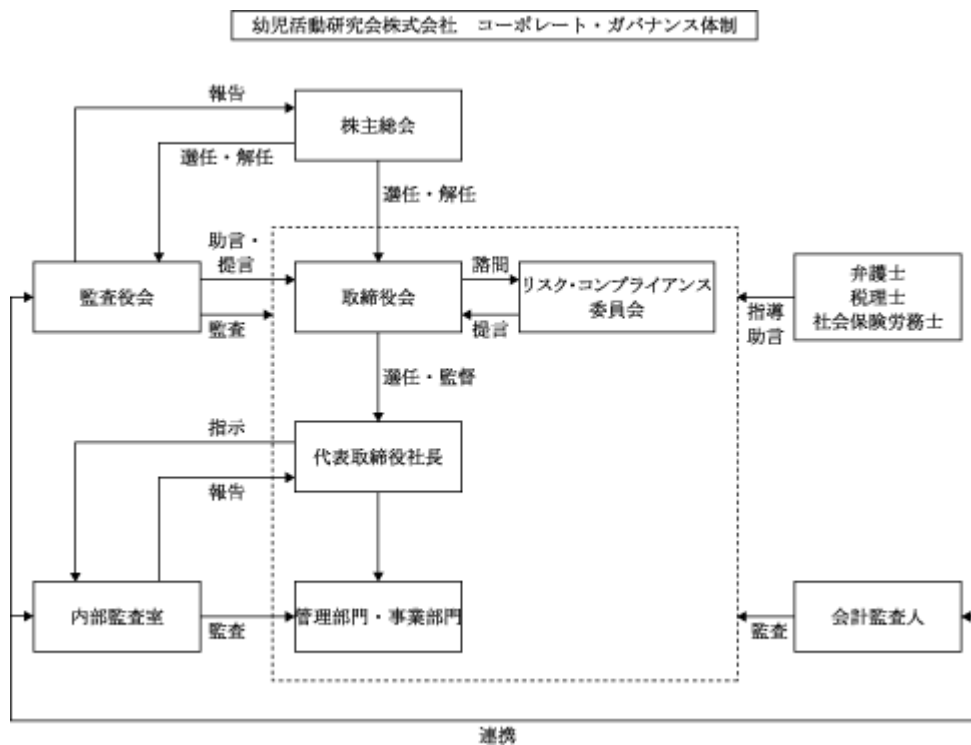 幼児活動研究会株式会社　コーポレート・ガバナンス体制
報告
株主総会
選任・解任
選任・解任
助言・
提言
監査役会
監査
取締役会
諮問
提言
リスク・コンプライアンス
委員会
指導
助言
弁護士
税理士
社会保険労務士
選任・監督
指示
代表取締役社長
報告
内部監査室
監査
管理部門・事業部門
監査
会計監査人
連携